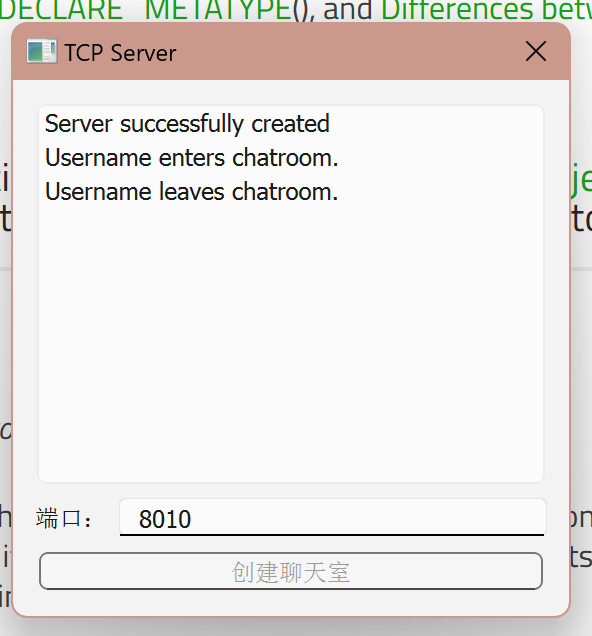 DECLARE_METATYPE(), and Differences betw
TCP Server
Server successfully created
Username enters chatroom.
Username leaves chatroom.
端口：
8010
创建聊天室